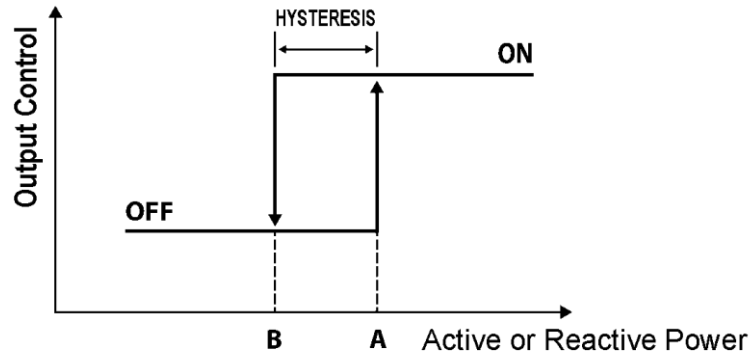 HYSTERESIS
ON
Output Control
OFF
B
A
Active or Reactive Power